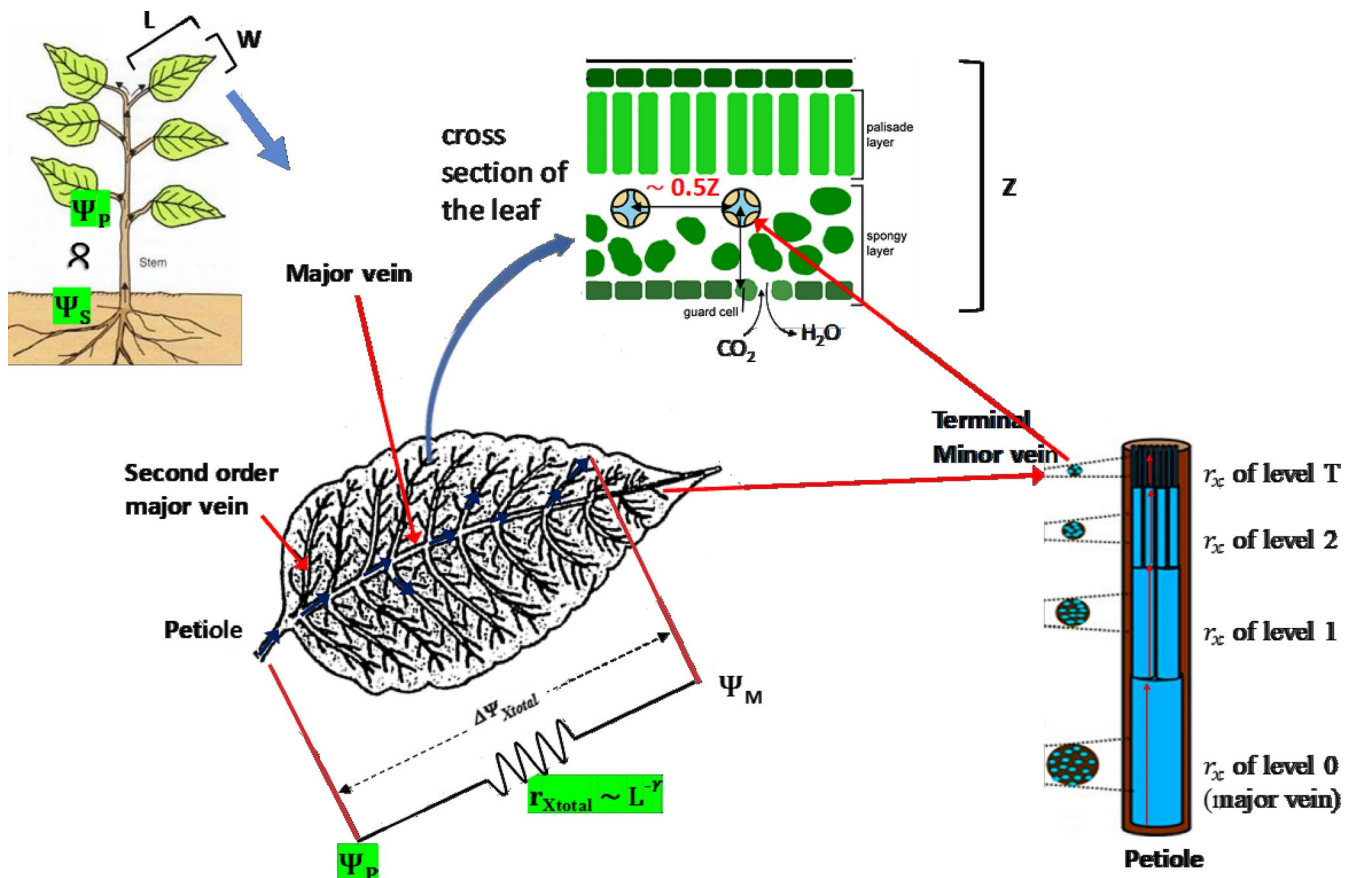 L
W
Ψ_P
∝
Stem
Ψ_S
cross
section of
the leaf
~ 0.5Z
palisade
layer
spongy
layer
Z
guard cell
CO₂
H₂O
Major vein
Second order
major vein
Petiole
ΔΨ_Xtotal
Ψ_M
r_Xtotal ~ L^-γ
Ψ_P
Terminal
Minor vein
r_x of level T
r_x of level 2
r_x of level 1
r_x of level 0
(major vein)
Petiole